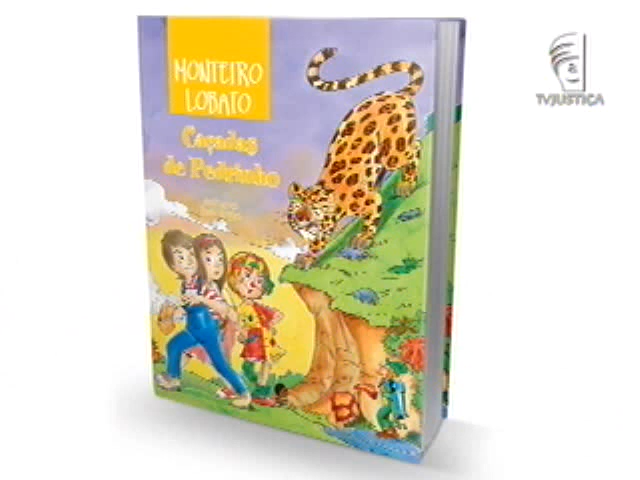 MONTEIRO
LOBATO
Caçadas
de Pedrinho
TVJUSTIÇA